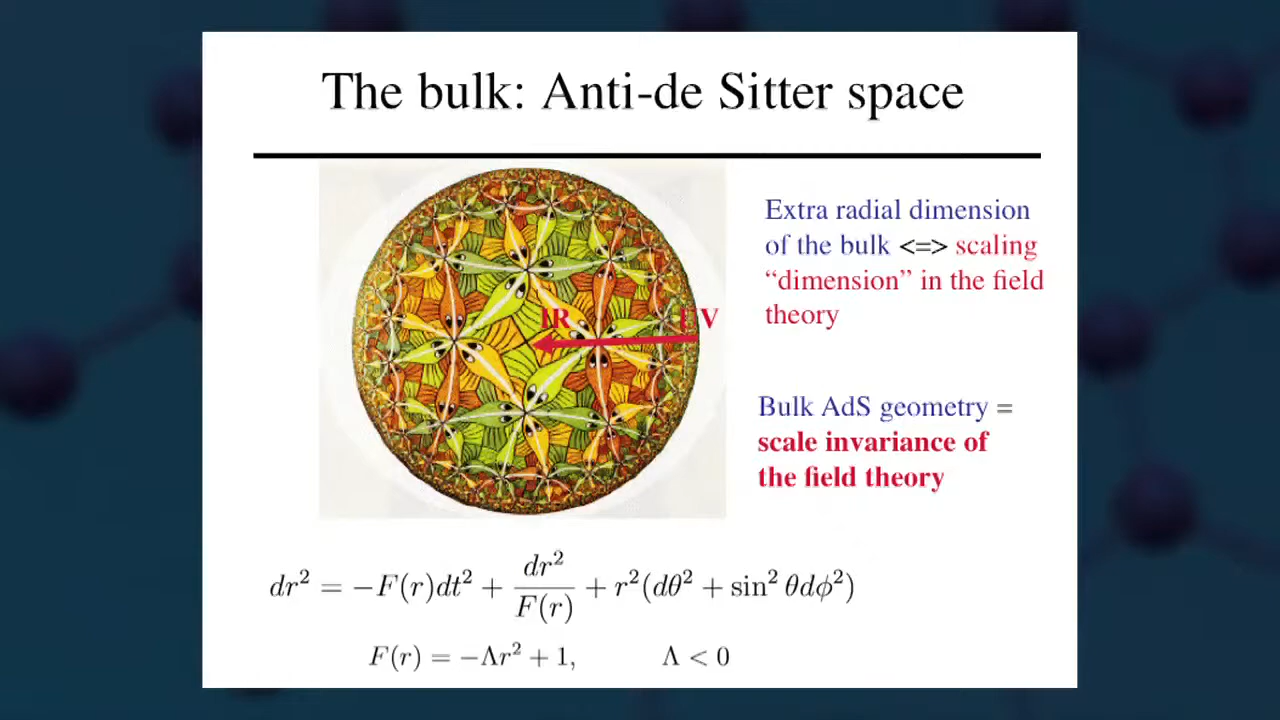 The bulk: Anti-de Sitter space
Extra radial dimension
of the bulk <=> scaling
“dimension” in the field
theory
IR
UV
Bulk AdS geometry =
scale invariance of
the field theory
dr² = −F(r)dt² + dr²/F(r) + r²(dθ² + sin² θdϕ²)
F(r) = −Λr² + 1, Λ < 0